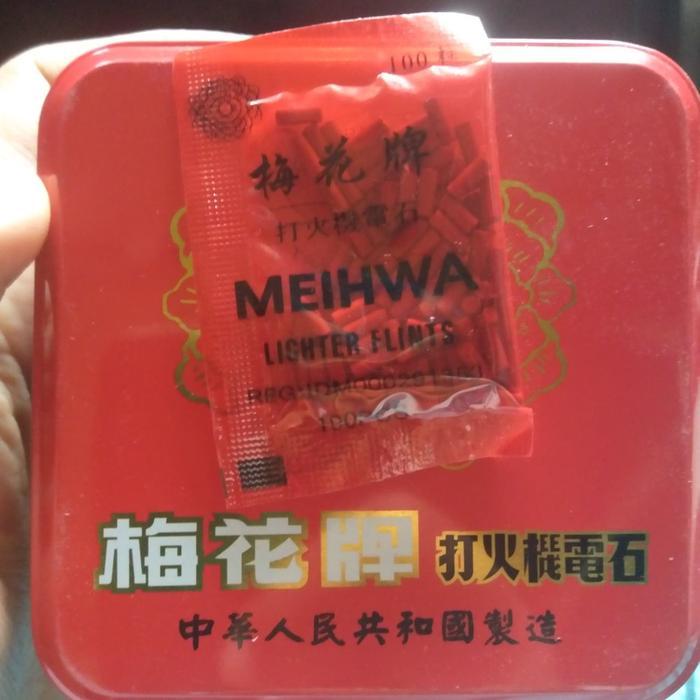 100 粒
梅花牌
打火機電石
MEIHWA
LIGHTER FLINTS
梅花牌 打火機電石
中華人民共和國製造